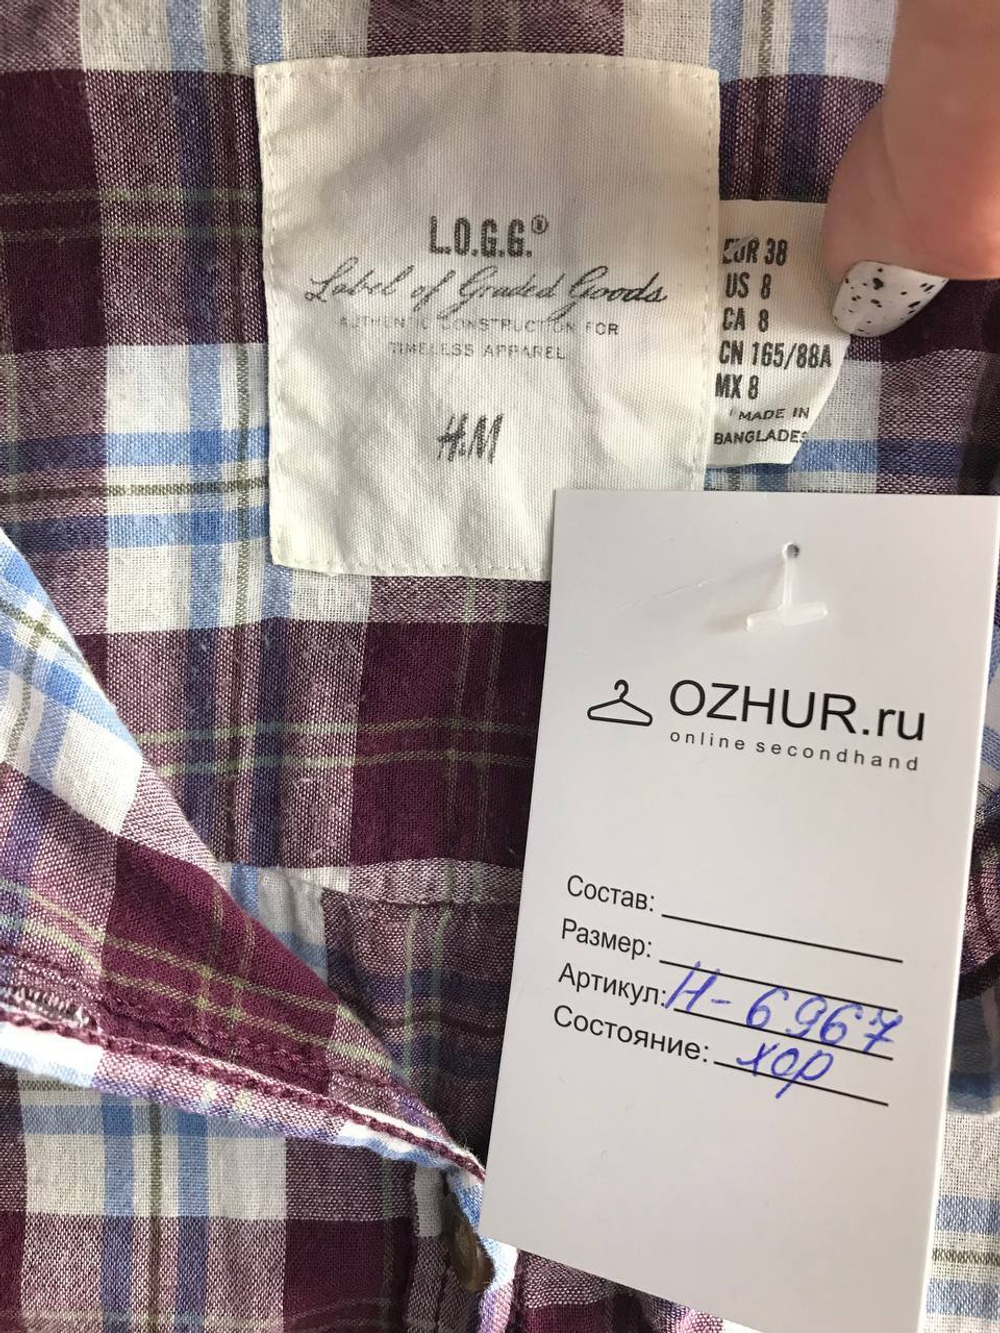 L.O.G.G.®
Label of Graded Goods
AUTHENTIC CONSTRUCTION FOR
TIMELESS APPAREL
H&M
EUR 38
US 8
CA 8
CN 165/88A
MX 8
MADE IN
BANGLADES
OZHUR.ru
online secondhand
Состав:
Размер:
Артикул: Н-6967
Состояние: хор